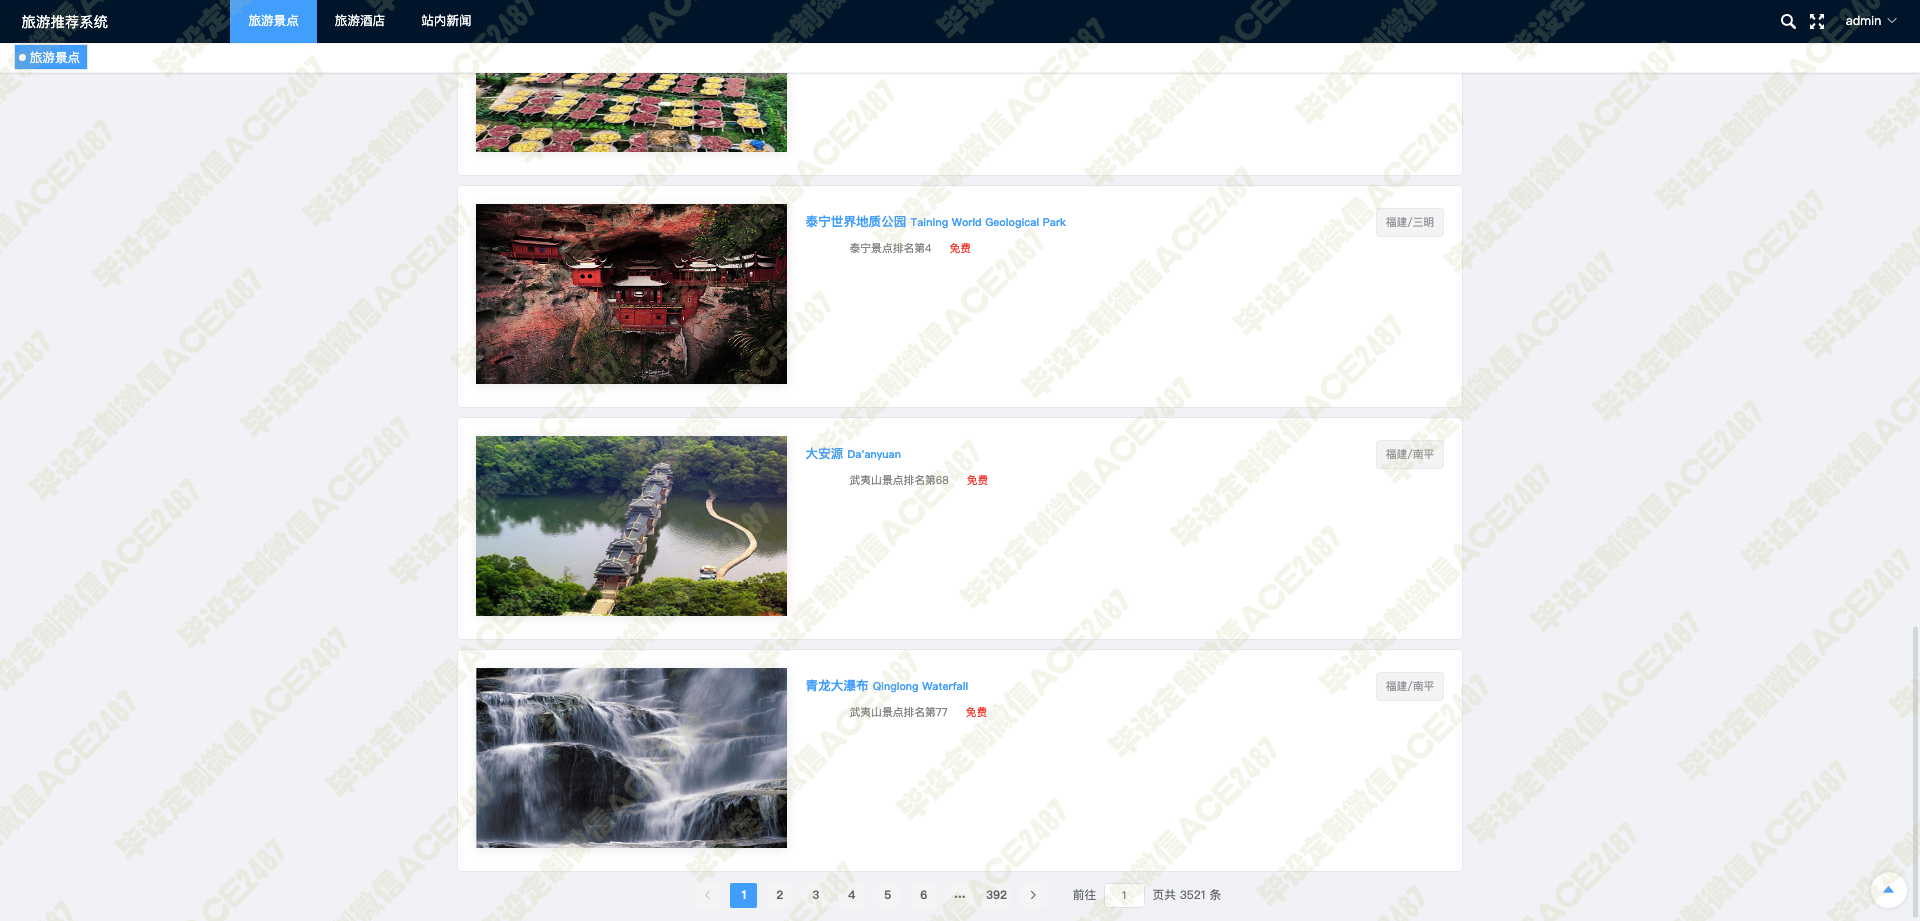 旅游推荐系统
旅游景点
旅游酒店
站内新闻
admin
旅游景点
泰宁世界地质公园 Taining World Geological Park
福建/三明
泰宁景点排名第4 免费
大安源 Da'anyuan
福建/南平
武夷山景点排名第68 免费
青龙大瀑布 Qinglong Waterfall
福建/南平
武夷山景点排名第77 免费
1 2 3 4 5 6 ... 392 前往 1 页共 3521 条
毕设定制微信ACE2487